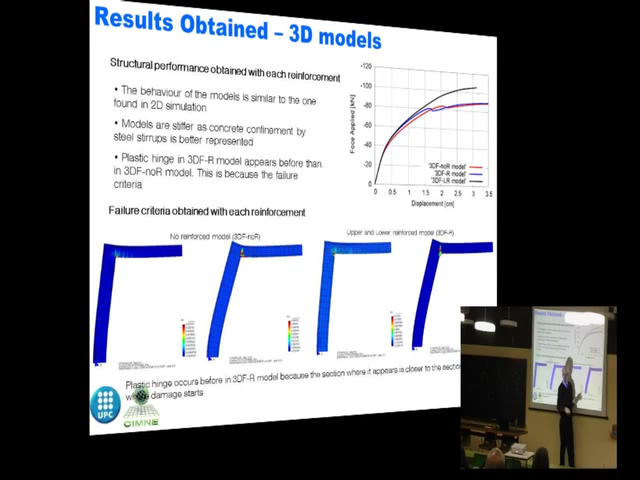 Results Obtained – 3D models
Structural performance obtained with each reinforcement
• The behaviour of the models is similar to the one
found in 2D simulation
• Models are stiffer as concrete confinement by
steel stirrups is better represented
• Plastic hinge in 3DF-R model appears before than
in 3DF-noR model. This is because the failure
criteria
-120
-100
-80
-60
-40
-20
0
0 0.5 1 1.5 2 2.5 3 3.5
Foce Applied [kN]
Displacement [cm]
'3DF-noR model'
'3DF-R model'
'3DF-LR model'
Failure criteria obtained with each reinforcement
No reinforced model (3DF-noR)
Upper and Lower reinforced model (3DF-R)
Plastic hinge occurs before in 3DF-R model because the section where it appears is closer to the section
damage starts
UPC
CIMNE
Results Obtained